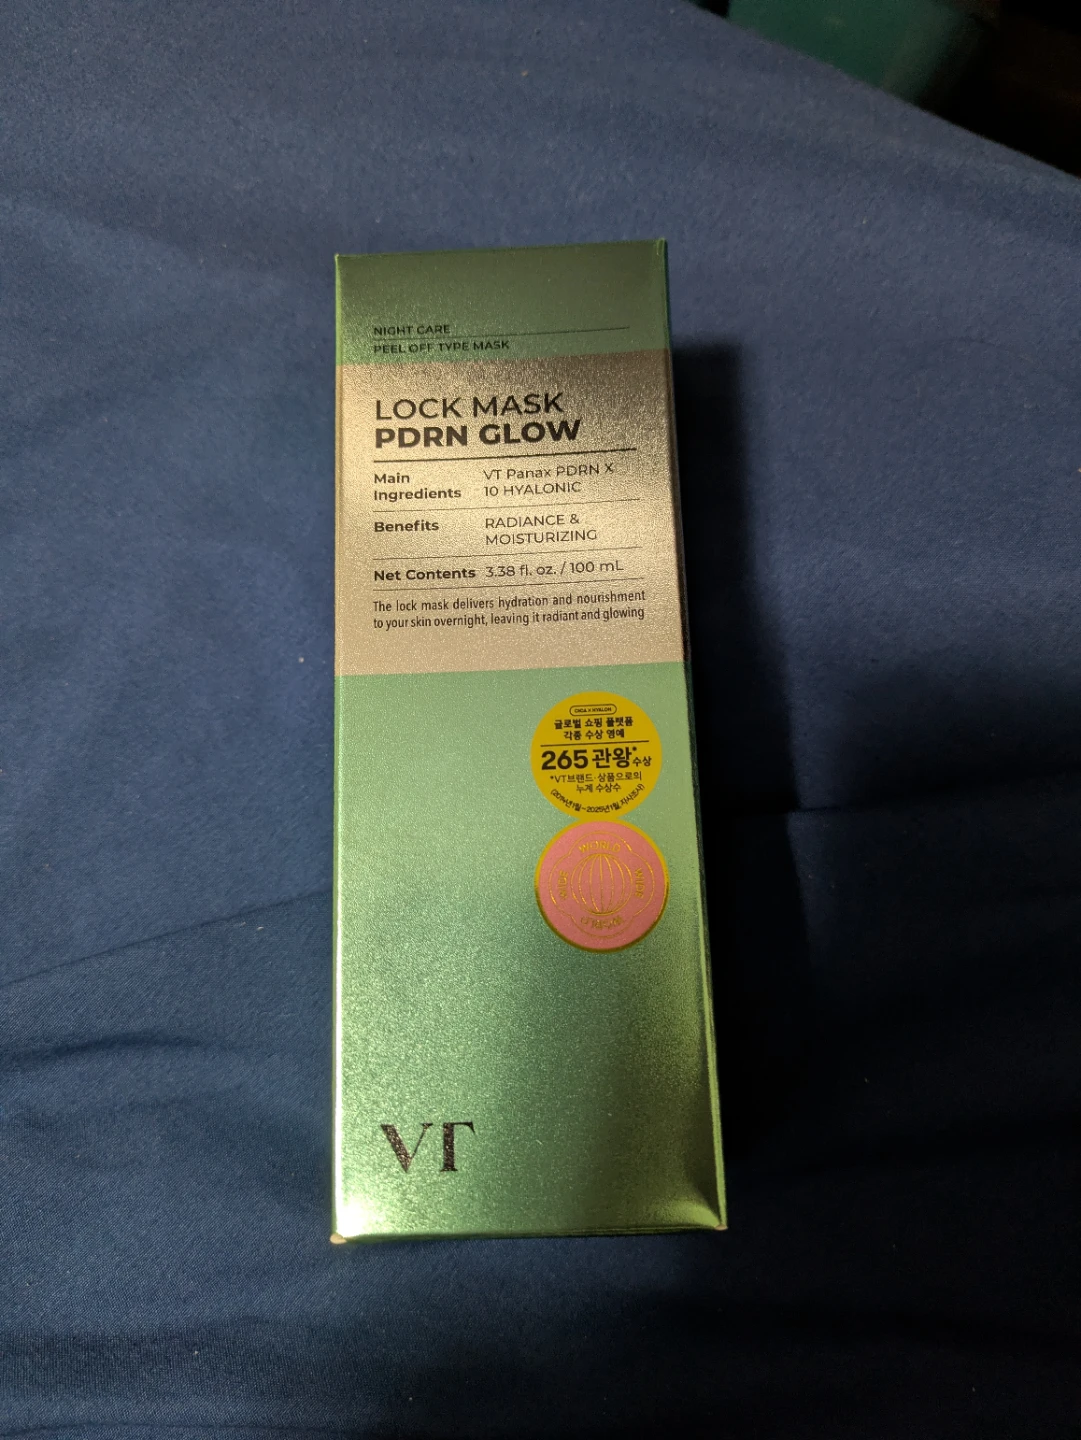 NIGHT CARE
PEEL OFF TYPE MASK
LOCK MASK
PDRN GLOW
Main Ingredients VT Panax PDRN X 10 HYALONIC
Benefits RADIANCE & MOISTURIZING
Net Contents 3.38 fl. oz. / 100 mL
The lock mask delivers hydration and nourishment
to your skin overnight, leaving it radiant and glowing
글로벌 쇼핑 플랫폼
각종 수상 영예
265관왕* 수상
*VT브랜드·상품으로의
누계 수상수
WORLD
VT